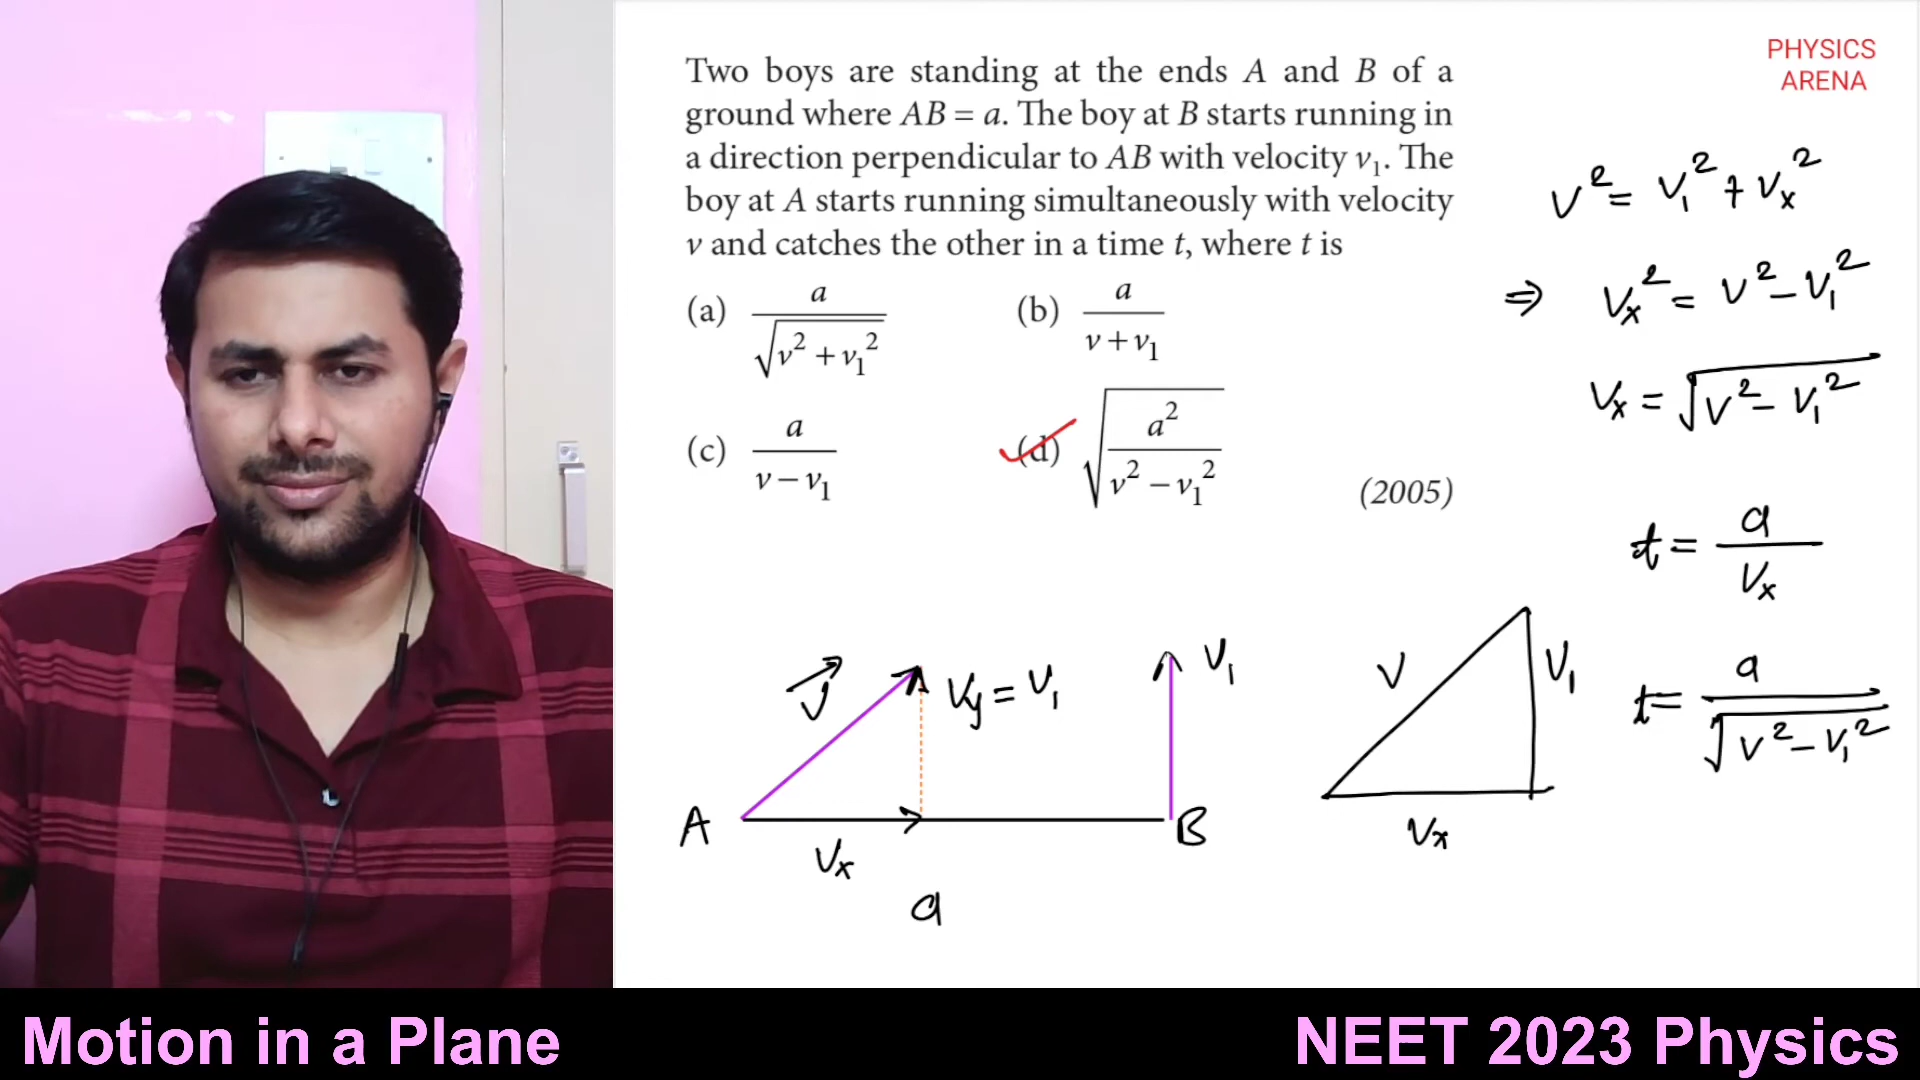 PHYSICS
ARENA
Two boys are standing at the ends A and B of a
ground where AB = a. The boy at B starts running in
a direction perpendicular to AB with velocity v₁. The
boy at A starts running simultaneously with velocity
v and catches the other in a time t, where t is
(a) a/√(v² + v₁²) (b) a/(v + v₁)
(c) a/(v − v₁) (d) √(a²/(v² − v₁²))
(2005)
V² = V₁² + Vx²
⇒ Vx² = V² − V₁²
Vx = √(V² − V₁²)
t = a/Vx
t = a/√(V² − V₁²)
V Vy = V₁ V₁
A B
Vx
a
V V₁
Vx
Motion in a Plane
NEET 2023 Physics